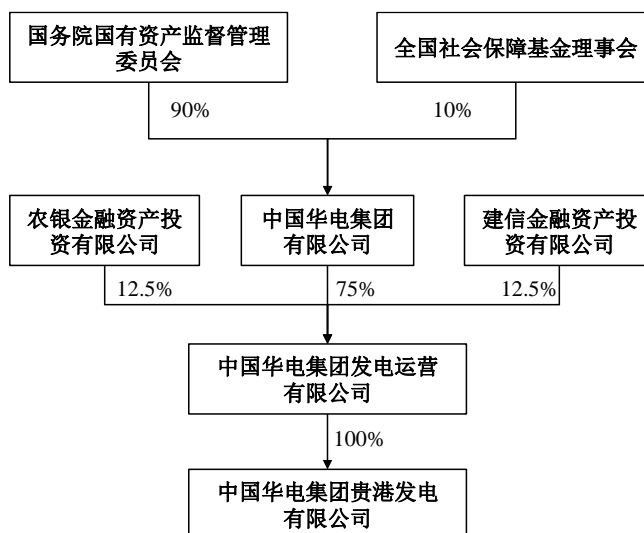 国务院国有资产监督管理
委员会
全国社会保障基金理事会
90%
10%
农银金融资产投
资有限公司
中国华电集团
有限公司
建信金融资产投
资有限公司
12.5%
75%
12.5%
中国华电集团发电运营
有限公司
100%
中国华电集团贵港发电
有限公司